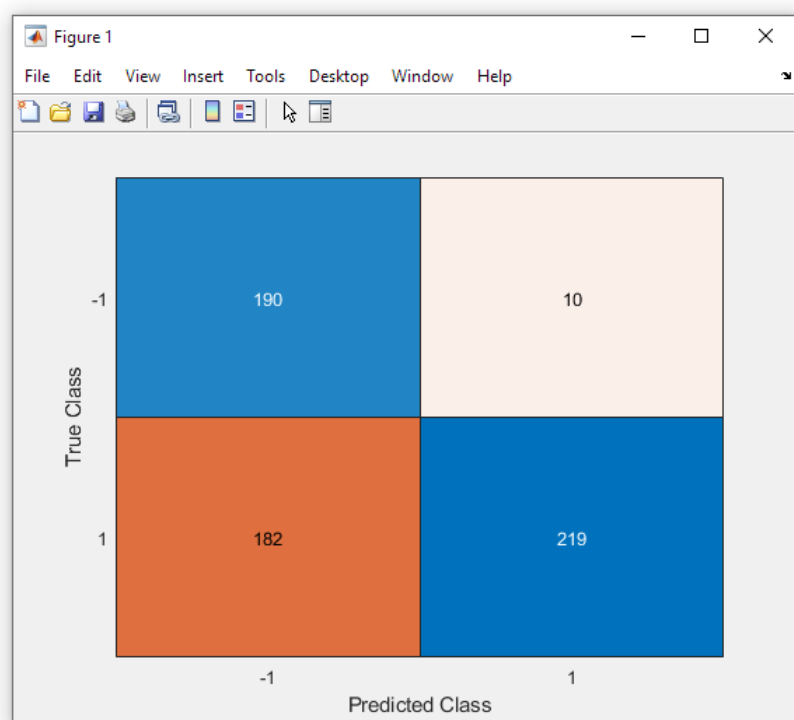 Figure 1
File Edit View Insert Tools Desktop Window Help
-1
190
10
True Class
1
182
219
-1
1
Predicted Class